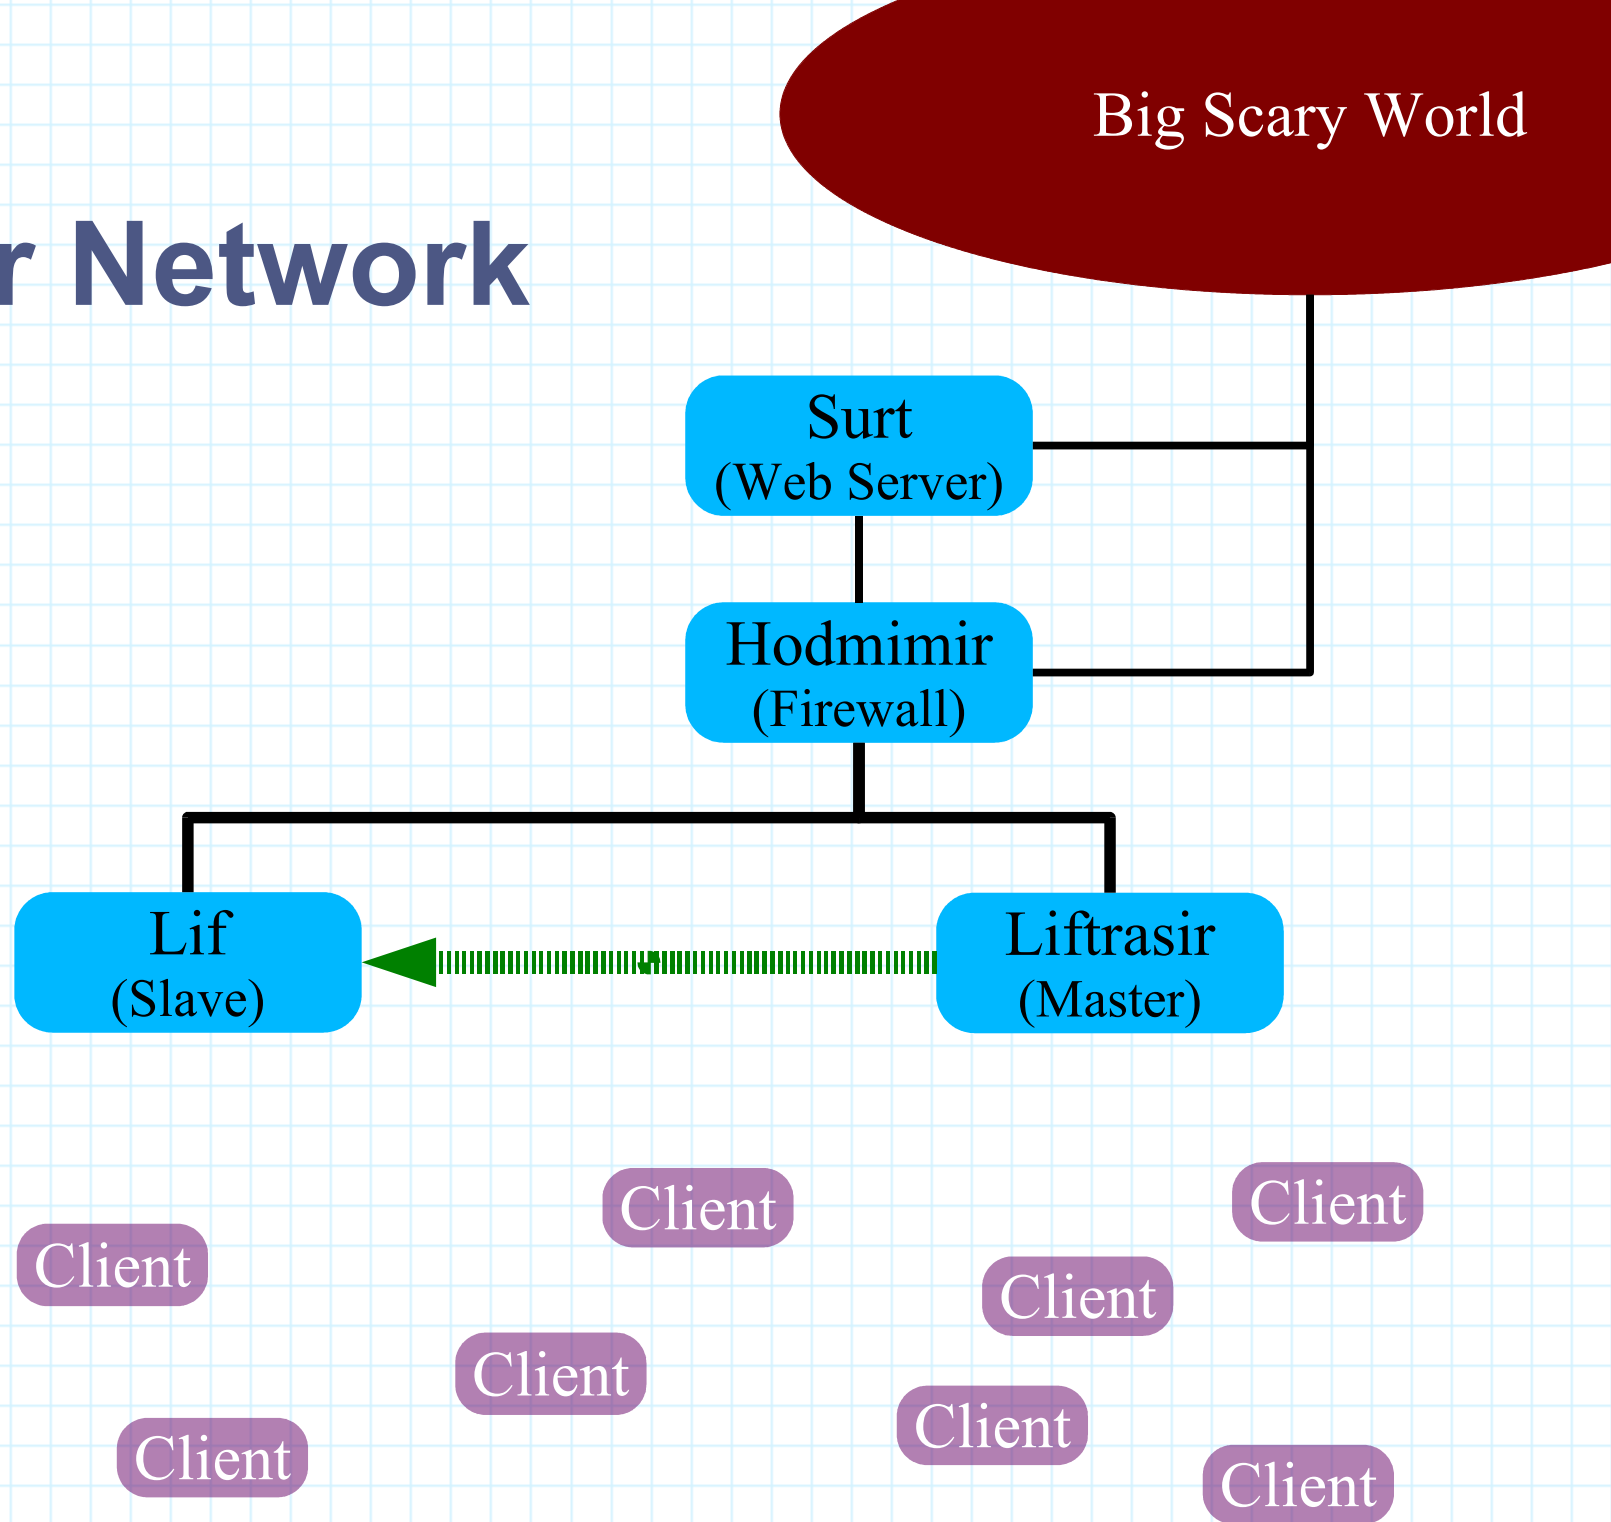 Big Scary World
r Network
Surt
(Web Server)
Hodmimir
(Firewall)
Lif
(Slave)
Liftrasir
(Master)
Client
Client
Client
Client
Client
Client
Client
Client